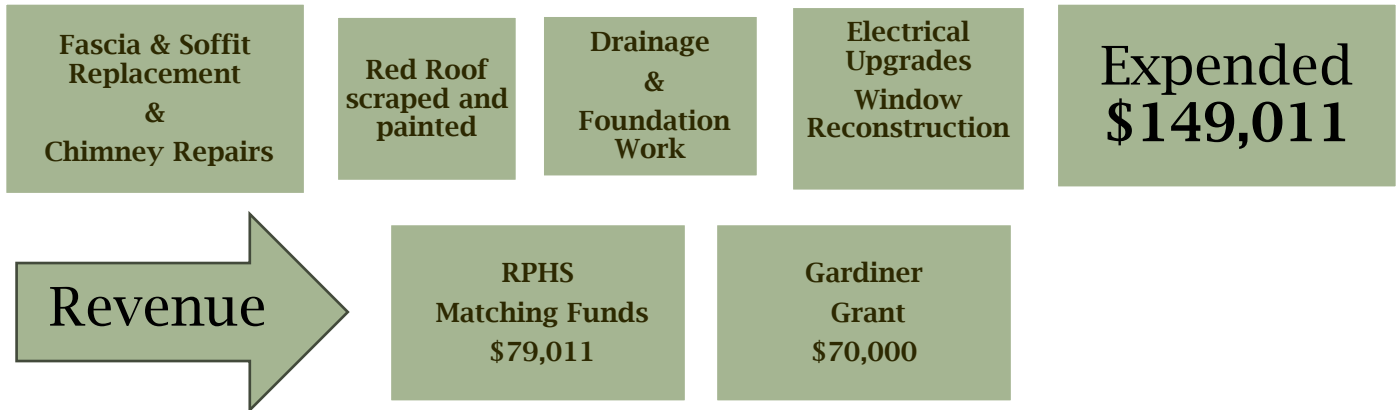 Fascia & Soffit
Replacement
&
Chimney Repairs
Red Roof
scraped and
painted
Drainage
&
Foundation
Work
Electrical
Upgrades
Window
Reconstruction
Expended
$149,011
Revenue
RPHS
Matching Funds
$79,011
Gardiner
Grant
$70,000